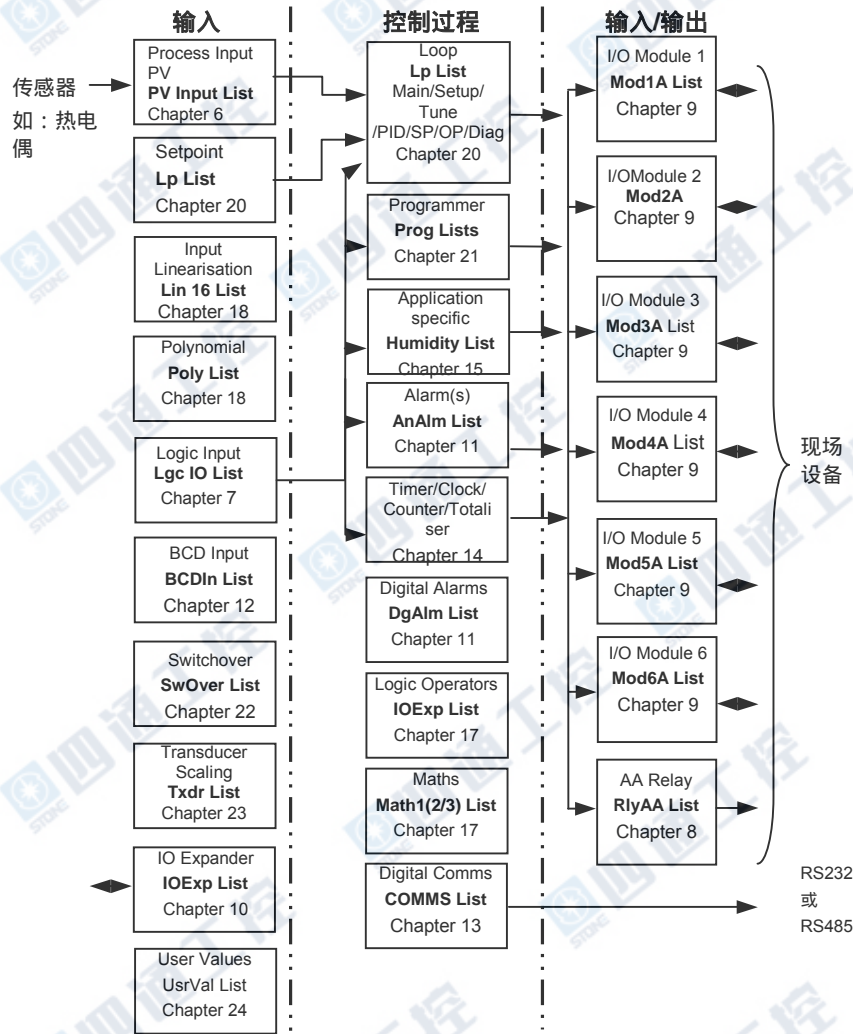 输入
控制过程
输入/输出
传感器
如：热电
偶
Process Input
PV
PV Input List
Chapter 6
Setpoint
Lp List
Chapter 20
Input
Linearisation
Lin 16 List
Chapter 18
Polynomial
Poly List
Chapter 18
Logic Input
Lgc IO List
Chapter 7
BCD Input
BCDIn List
Chapter 12
Switchover
SwOver List
Chapter 22
Transducer
Scaling
Txdr List
Chapter 23
IO Expander
IOExp List
Chapter 10
User Values
UsrVal List
Chapter 24
Loop
Lp List
Main/Setup/
Tune
/PID/SP/OP/Diag
Chapter 20
Programmer
Prog Lists
Chapter 21
Application
specific
Humidity List
Chapter 15
Alarm(s)
AnAlm List
Chapter 11
Timer/Clock/
Counter/Totali
ser
Chapter 14
Digital Alarms
DgAlm List
Chapter 11
Logic Operators
IOExp List
Chapter 17
Maths
Math1(2/3) List
Chapter 17
Digital Comms
COMMS List
Chapter 13
I/O Module 1
Mod1A List
Chapter 9
I/OModule 2
Mod2A
Chapter 9
I/O Module 3
Mod3A List
Chapter 9
I/O Module 4
Mod4A List
Chapter 9
I/O Module 5
Mod5A List
Chapter 9
I/O Module 6
Mod6A List
Chapter 9
AA Relay
RlyAA List
Chapter 8
现场
设备
RS232
或
RS485
四通工控
STONE